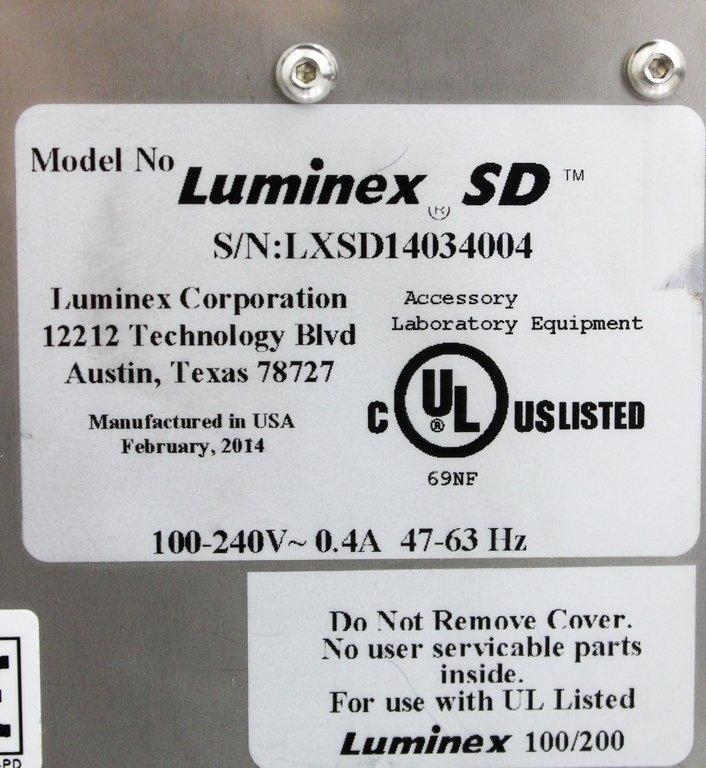 Model No Luminex® SD™
S/N:LXSD14034004
Luminex Corporation
12212 Technology Blvd
Austin, Texas 78727
Manufactured in USA
February, 2014
Accessory
Laboratory Equipment
C UL® US LISTED
69NF
100-240V~ 0.4A 47-63 Hz
Do Not Remove Cover.
No user servicable parts
inside.
For use with UL Listed
Luminex 100/200
-PD